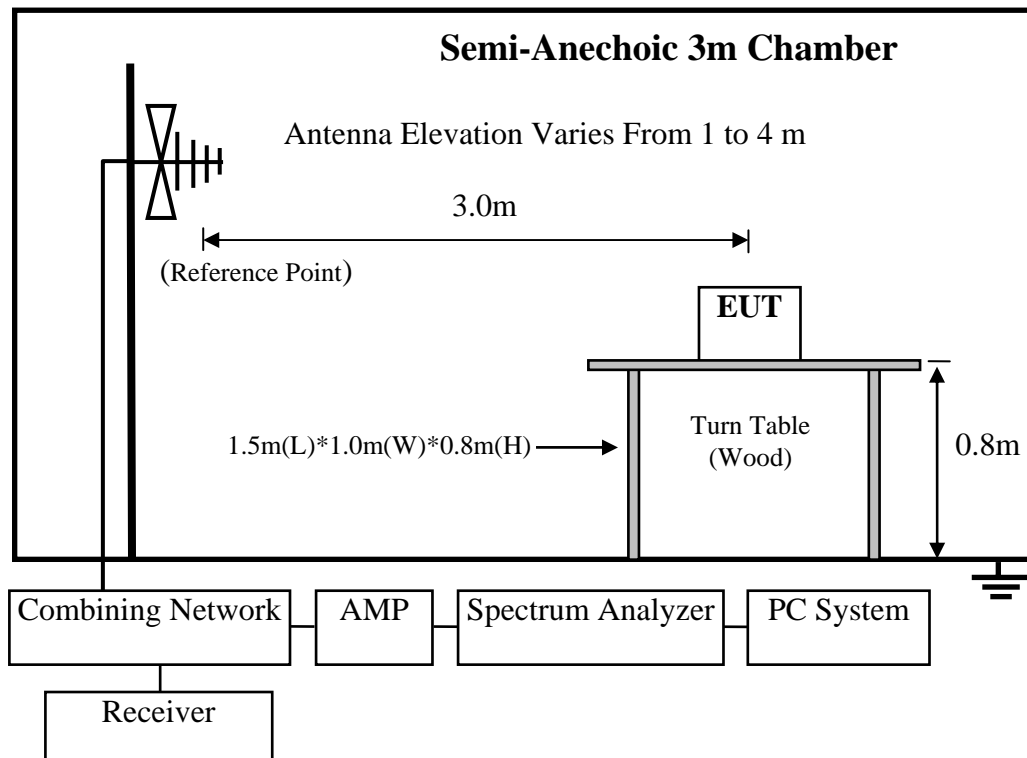 Semi-Anechoic 3m Chamber
Antenna Elevation Varies From 1 to 4 m
3.0m
(Reference Point)
EUT
1.5m(L)*1.0m(W)*0.8m(H)
Turn Table
(Wood)
0.8m
Combining Network
AMP
Spectrum Analyzer
PC System
Receiver